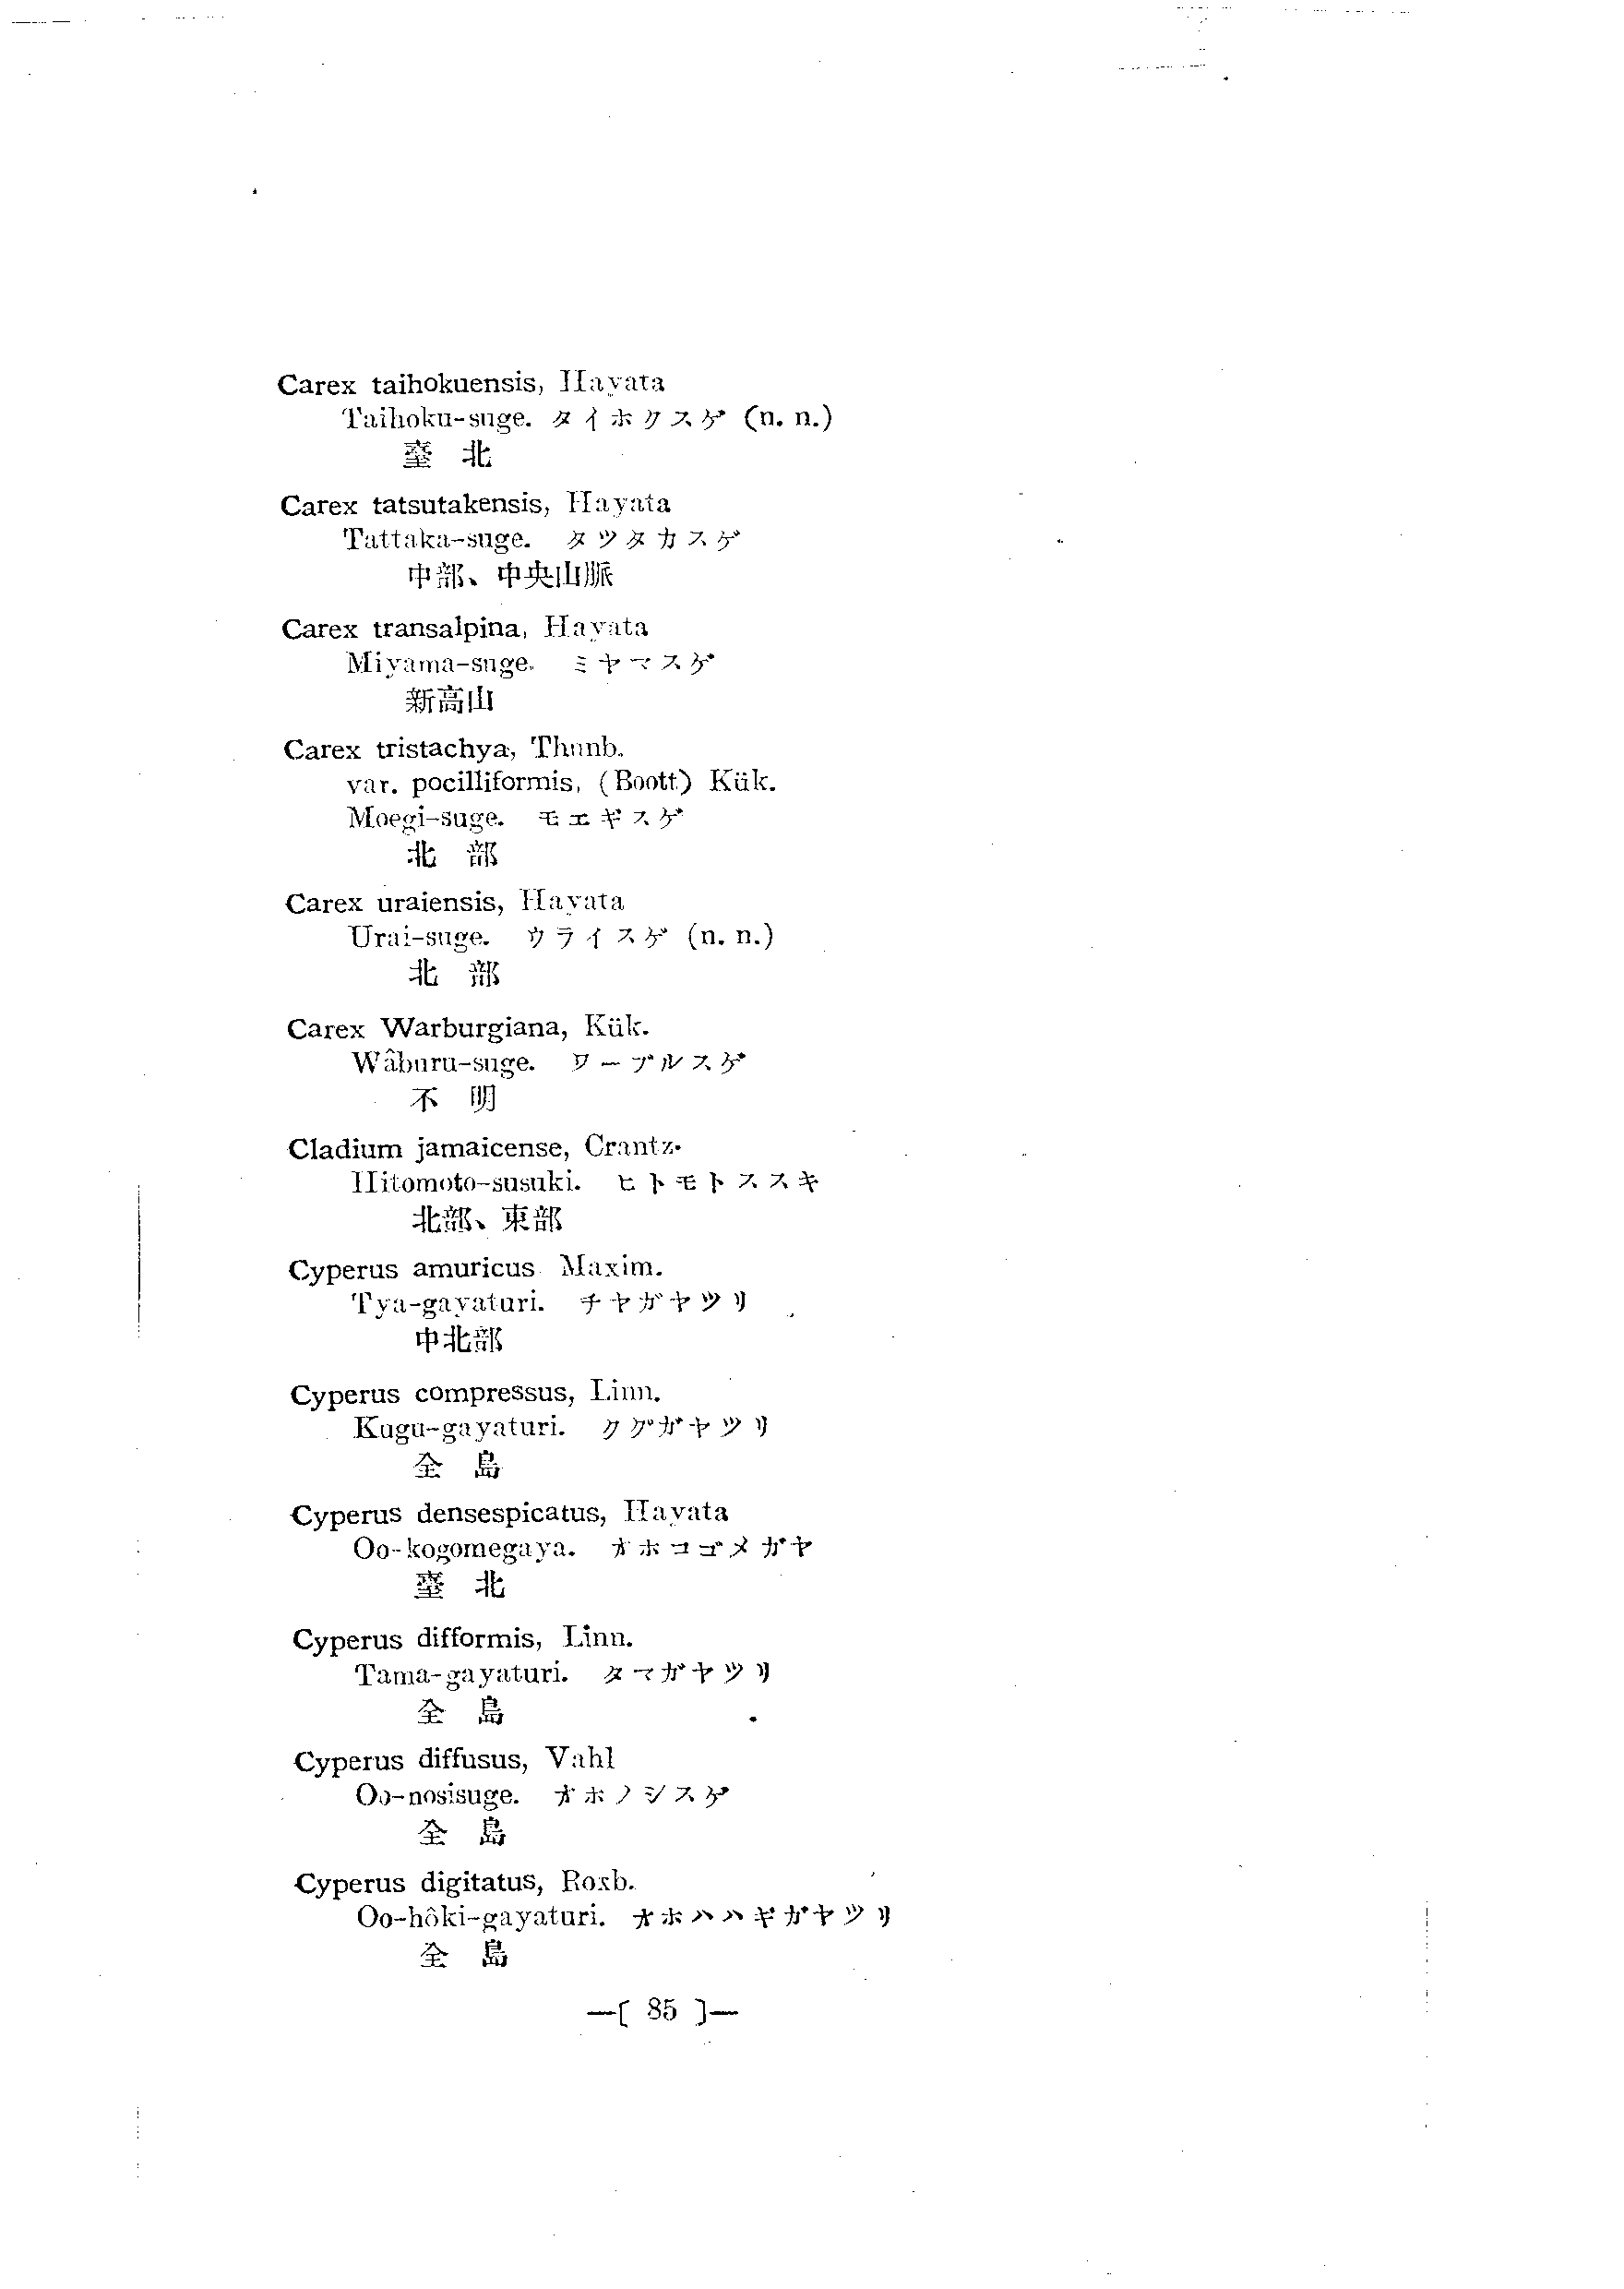 Carex taihokuensis, Hayata
Taihoku-suge. タイホクスゲ (n. n.)
臺 北
Carex tatsutakensis, Hayata
Tattaka-suge. タツタカスゲ
中部、中央山脈
Carex transalpina, Hayata
Miyama-suge. ミヤマスゲ
新高山
Carex tristachya, Thunb.
var. pocilliformis, (Boott) Kük.
Moegi-suge. モエギスゲ
北 部
Carex uraiensis, Hayata
Urai-suge. ウライスゲ (n. n.)
北 部
Carex Warburgiana, Kük.
Wâburu-suge. ワーブルスゲ
不 明
Cladium jamaicense, Crantz.
Hitomoto-susuki. ヒトモトススキ
北部、東部
Cyperus amuricus Maxim.
Tya-gayaturi. チヤガヤツリ
中北部
Cyperus compressus, Linn.
Kugu-gayaturi. クグガヤツリ
全 島
Cyperus densespicatus, Hayata
Oo-kogomegaya. オホコゴメガヤ
臺 北
Cyperus difformis, Linn.
Tama-gayaturi. タマガヤツリ
全 島
Cyperus diffusus, Vahl
Oo-nosisuge. オホノシスゲ
全 島
Cyperus digitatus, Roxb.
Oo-hôki-gayaturi. オホハハキガヤツリ
全 島
—[ 85 ]—